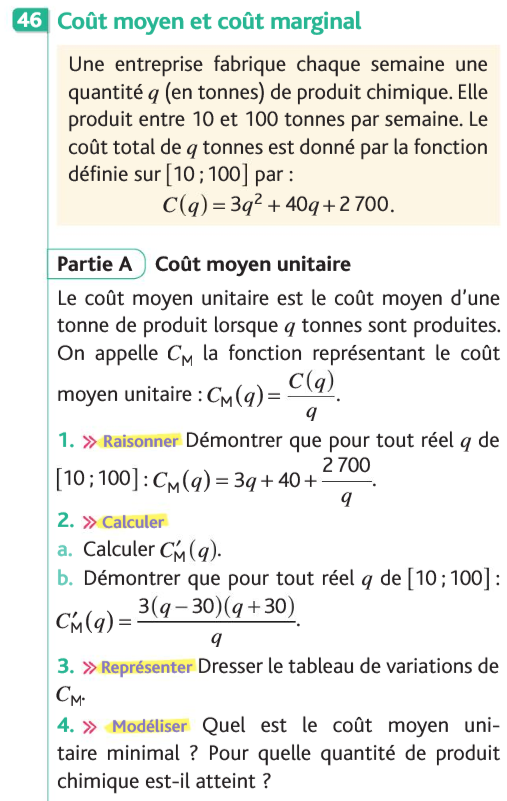 46 Coût moyen et coût marginal
Une entreprise fabrique chaque semaine une
quantité q (en tonnes) de produit chimique. Elle
produit entre 10 et 100 tonnes par semaine. Le
coût total de q tonnes est donné par la fonction
définie sur [10 ; 100] par :
C(q) = 3q² + 40q + 2 700.
Partie A Coût moyen unitaire
Le coût moyen unitaire est le coût moyen d'une
tonne de produit lorsque q tonnes sont produites.
On appelle C_M la fonction représentant le coût
moyen unitaire : C_M(q) = C(q)/q.
1. >> Raisonner Démontrer que pour tout réel q de
[10 ; 100] : C_M(q) = 3q + 40 + 2 700/q.
2. >> Calculer
a. Calculer C′_M(q).
b. Démontrer que pour tout réel q de [10 ; 100] :
C′_M(q) = 3(q − 30)(q + 30)/q.
3. >> Représenter Dresser le tableau de variations de
C_M.
4. >> Modéliser Quel est le coût moyen uni-
taire minimal ? Pour quelle quantité de produit
chimique est-il atteint ?